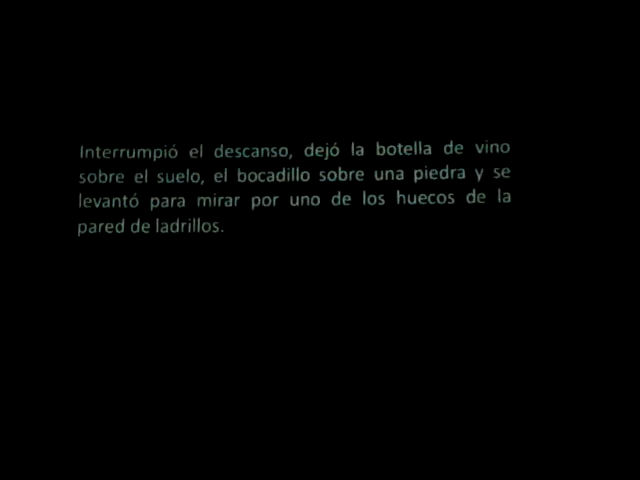 Interrumpió el descanso, dejó la botella de vino
sobre el suelo, el bocadillo sobre una piedra y se
levantó para mirar por uno de los huecos de la
pared de ladrillos.